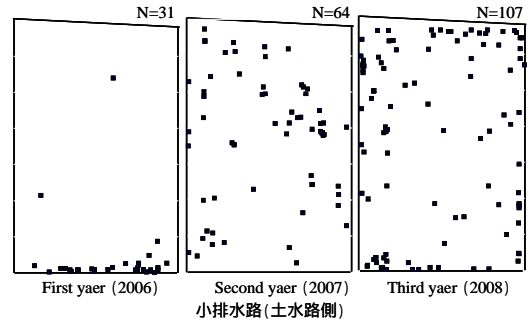 N=31 N=64 N=107
First yaer (2006) Second yaer (2007) Third yaer (2008)
小排水路(土水路側)